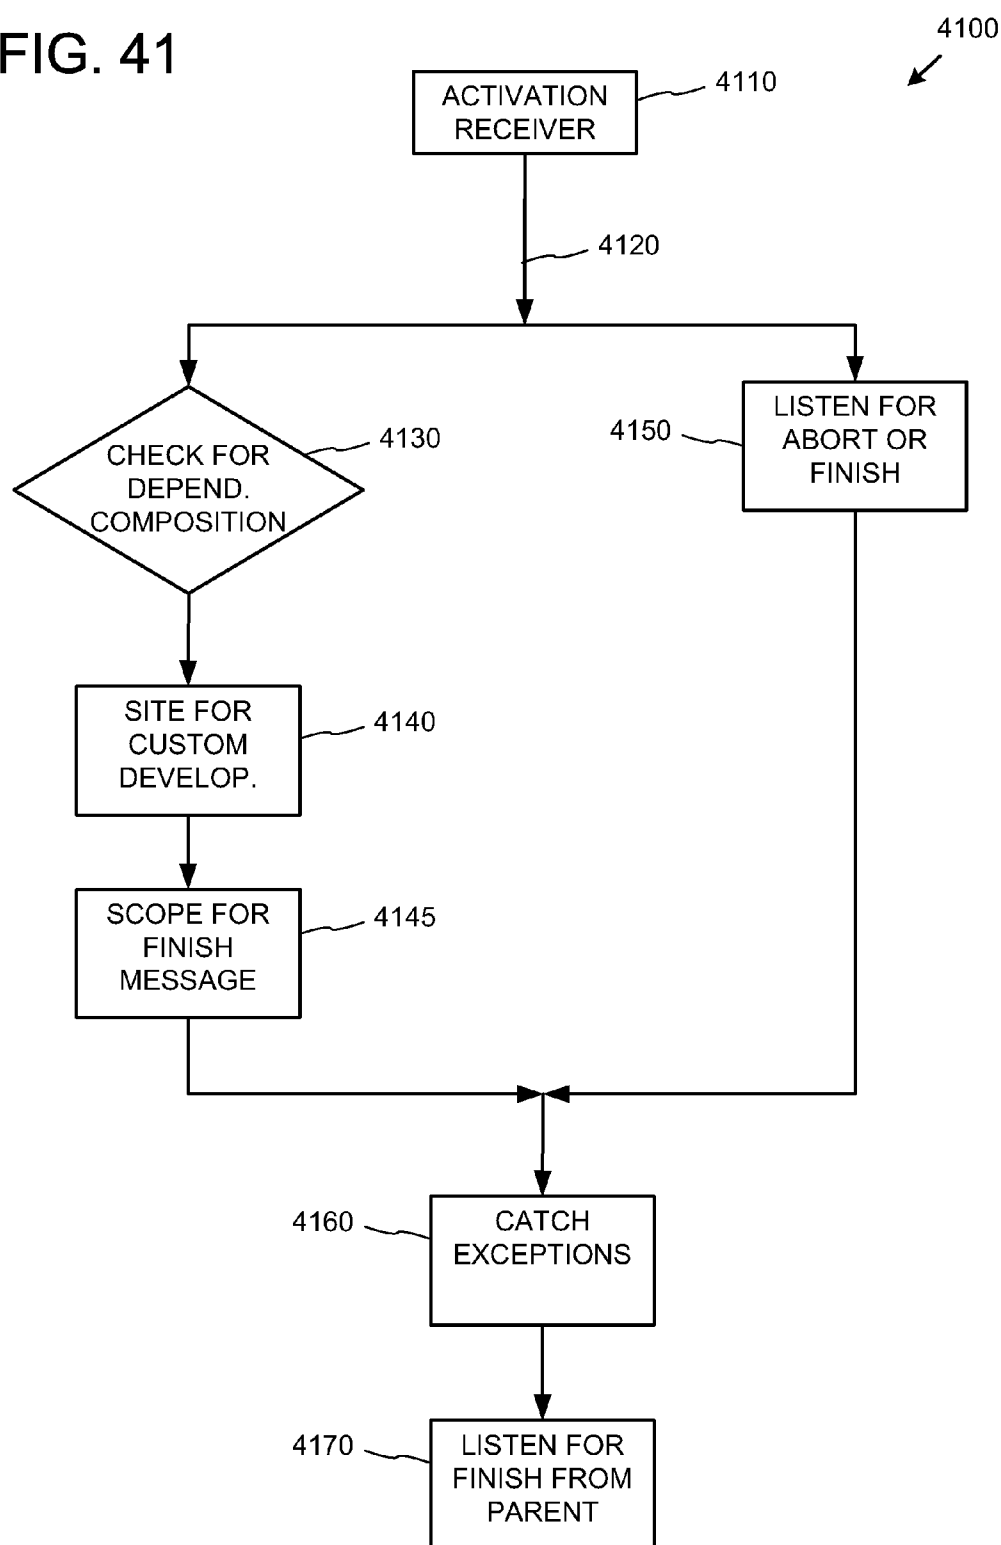 FIG. 41
4100
ACTIVATION
RECEIVER
4110
4120
CHECK FOR
DEPEND.
COMPOSITION
4130
LISTEN FOR
ABORT OR
FINISH
4150
SITE FOR
CUSTOM
DEVELOP.
4140
SCOPE FOR
FINISH
MESSAGE
4145
CATCH
EXCEPTIONS
4160
LISTEN FOR
FINISH FROM
PARENT
4170